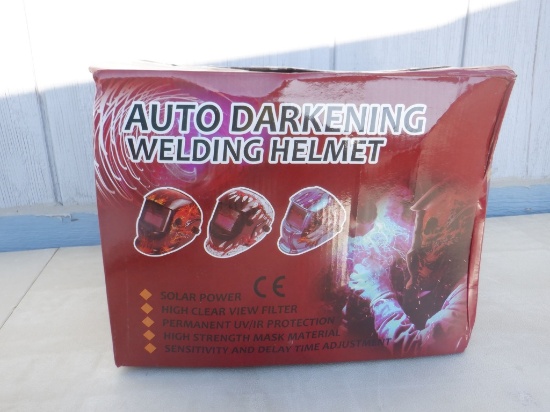 AUTO DARKENING
WELDING HELMET
CE
SOLAR POWER
HIGH CLEAR VIEW FILTER
PERMANENT UV/IR PROTECTION
HIGH STRENGTH MASK MATERIAL
SENSITIVITY AND DELAY TIME ADJUSTMENT